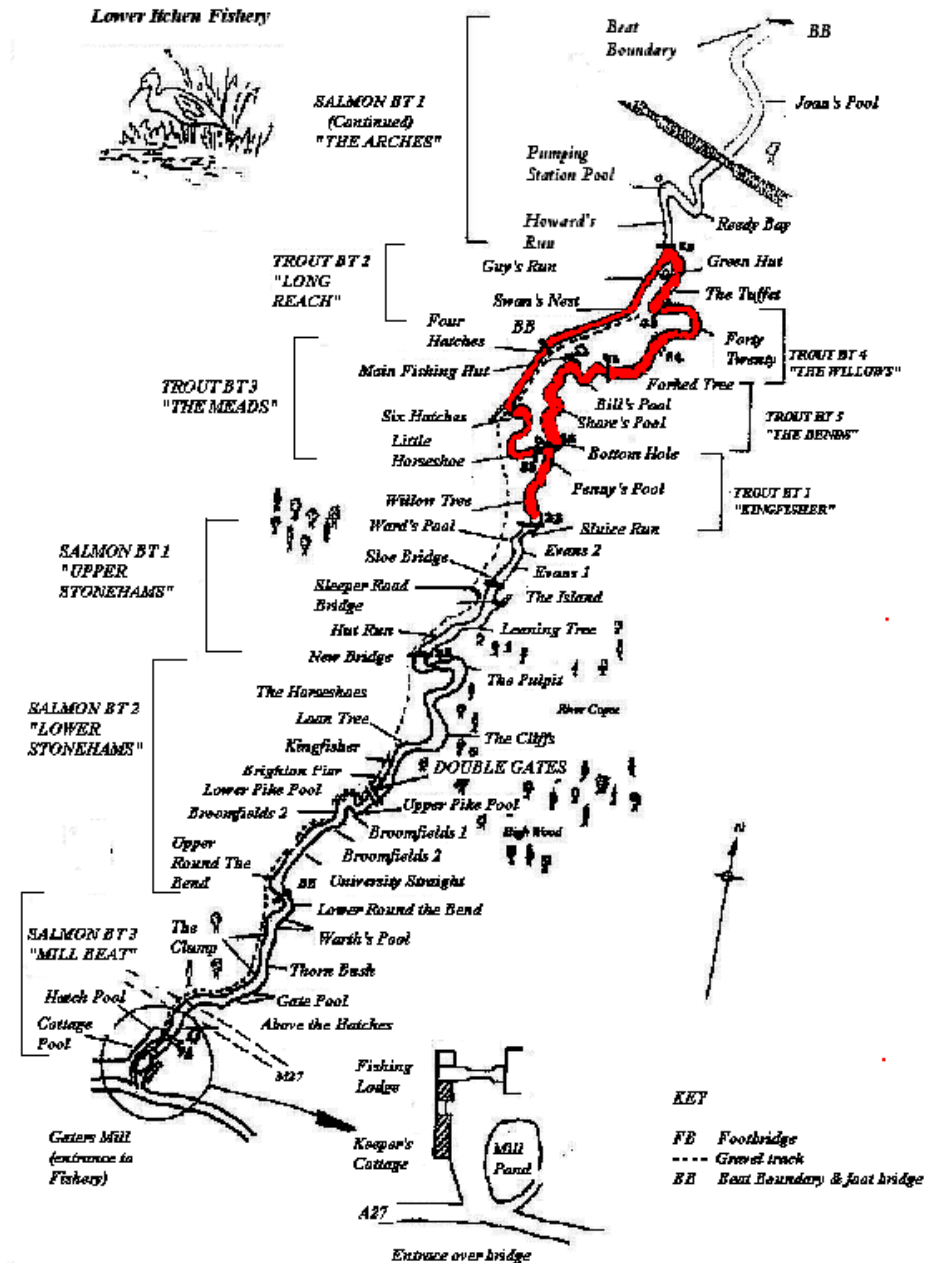 Lower Itchen Fishery
Beat
Boundary
BB
SALMON BT 1
(Continued)
"THE ARCHES"
Joan's Pool
Pumping
Station Pool
Reedy Bay
Howard's
Run
TROUT BT 2
"LONG
REACH"
Guy's Run
Green Hut
Swan's Nest
The Tuffet
Four
Hatches
BB
Forty
Twenty
TROUT BT 4
"THE WILLOWS"
Main Fishing Hut
Forked Tree
TROUT BT 3
"THE MEADS"
Bill's Pool
Six Hatches
Share's Pool
TROUT BT 5
"THE BENDS"
Little
Horseshoe
Bottom Hole
Penny's Pool
TROUT BT 1
"KINGFISHER"
Willow Tree
Ward's Pool
Sluice Run
SALMON BT 1
"UPPER
STONEHAMS"
Sloe Bridge
Evans 2
Evans 1
Sleeper Road
Bridge
The Island
Hut Run
Leaning Tree
New Bridge
The Pulpit
SALMON BT 2
"LOWER
STONEHAMS"
The Horseshoes
Loan Tree
The Cliffs
Kingfisher
Brighton Pier
DOUBLE GATES
Lower Pike Pool
Upper Pike Pool
Broomfields 2
Broomfields 1
High Wood
Broomfields 2
Upper
Round The
Bend
BB
University Straight
Lower Round the Bend
N
SALMON BT 3
"MILL BEAT"
The
Clump
Warth's Pool
Thorn Bush
Hatch Pool
Gate Pool
Cottage
Pool
Above the Hatches
M27
Fishing
Lodge
Gaters Mill
(entrance to
Fishery)
Keeper's
Cottage
Mill
Pond
A27
Entrance over bridge
KEY
FB Footbridge
Gravel track
BB Beat Boundary & foot bridge